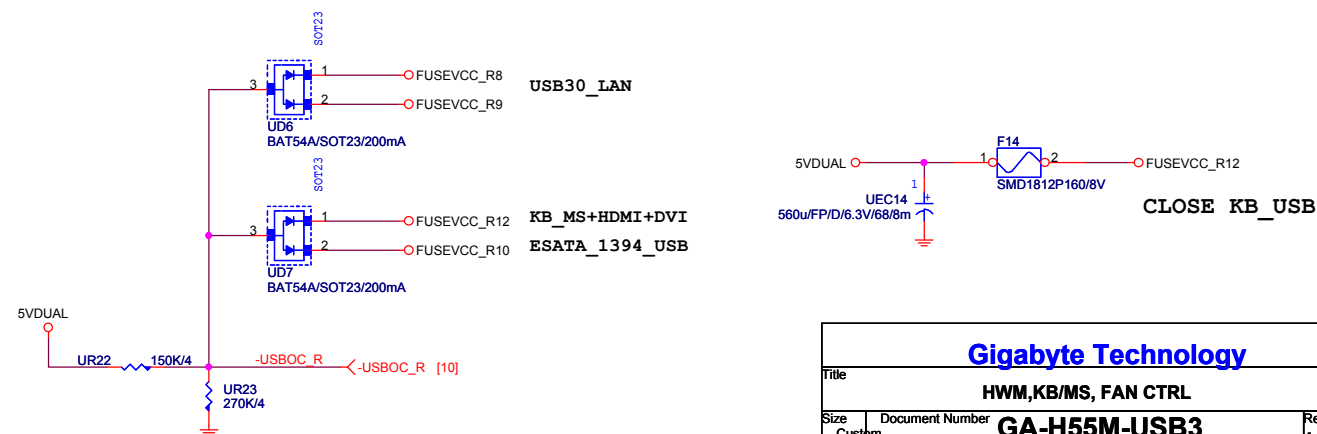 SOT23
3
1
FUSEVCC_R8
2
FUSEVCC_R9
USB30_LAN
UD6
BAT54A/SOT23/200mA
SOT23
3
1
FUSEVCC_R12
KB_MS+HDMI+DVI
2
FUSEVCC_R10
ESATA_1394_USB
UD7
BAT54A/SOT23/200mA
5VDUAL
UR22
150K/4
-USBOC_R
-USBOC_R [10]
UR23
270K/4
5VDUAL
1
F14
2
FUSEVCC_R12
SMD1812P160/8V
1
+
UEC14
560u/FP/D/6.3V/68/8m
CLOSE KB_USB
Gigabyte Technology
Title
HWM,KB/MS, FAN CTRL
Size
Document Number
GA-H55M-USB3
Custom